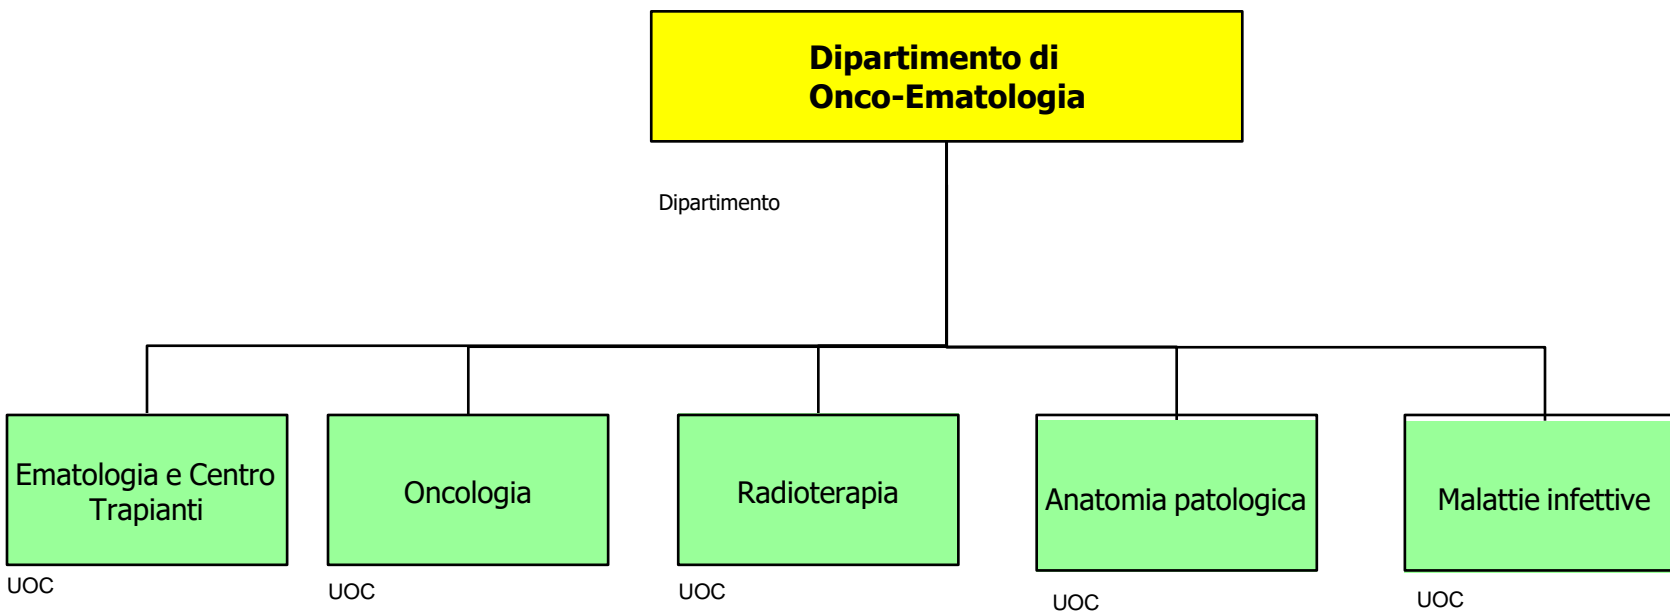 Dipartimento di
Onco-Ematologia
Dipartimento
Ematologia e Centro
Trapianti
Oncologia
Radioterapia
Anatomia patologica
Malattie infettive
UOC
UOC
UOC
UOC
UOC